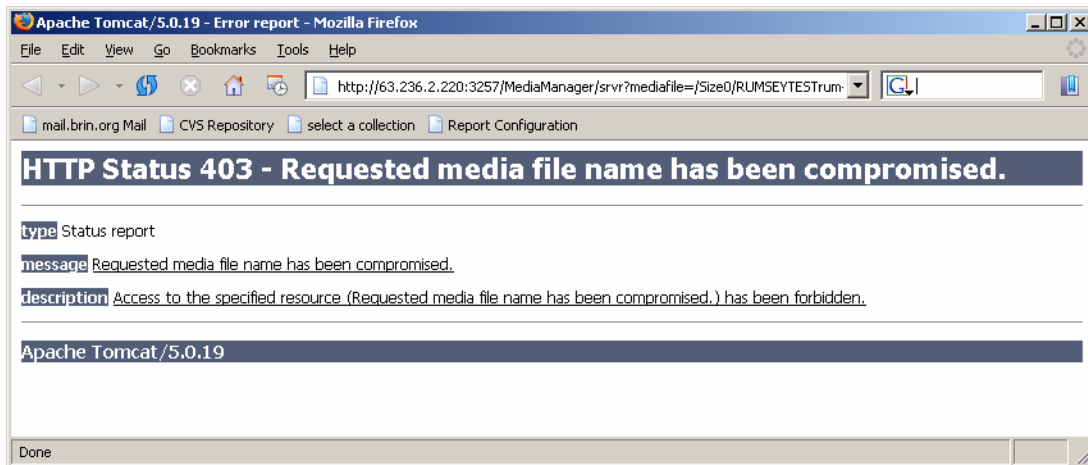 Apache Tomcat/5.0.19 - Error report - Mozilla Firefox
File Edit View Go Bookmarks Tools Help
http://63.236.2.220:3257/MediaManager/srvr?mediafile=/Size0/RUMSEYTESTrum- G
mail.brin.org Mail CVS Repository select a collection Report Configuration
HTTP Status 403 - Requested media file name has been compromised.
type Status report
message Requested media file name has been compromised.
description Access to the specified resource (Requested media file name has been compromised.) has been forbidden.
Apache Tomcat/5.0.19
Done